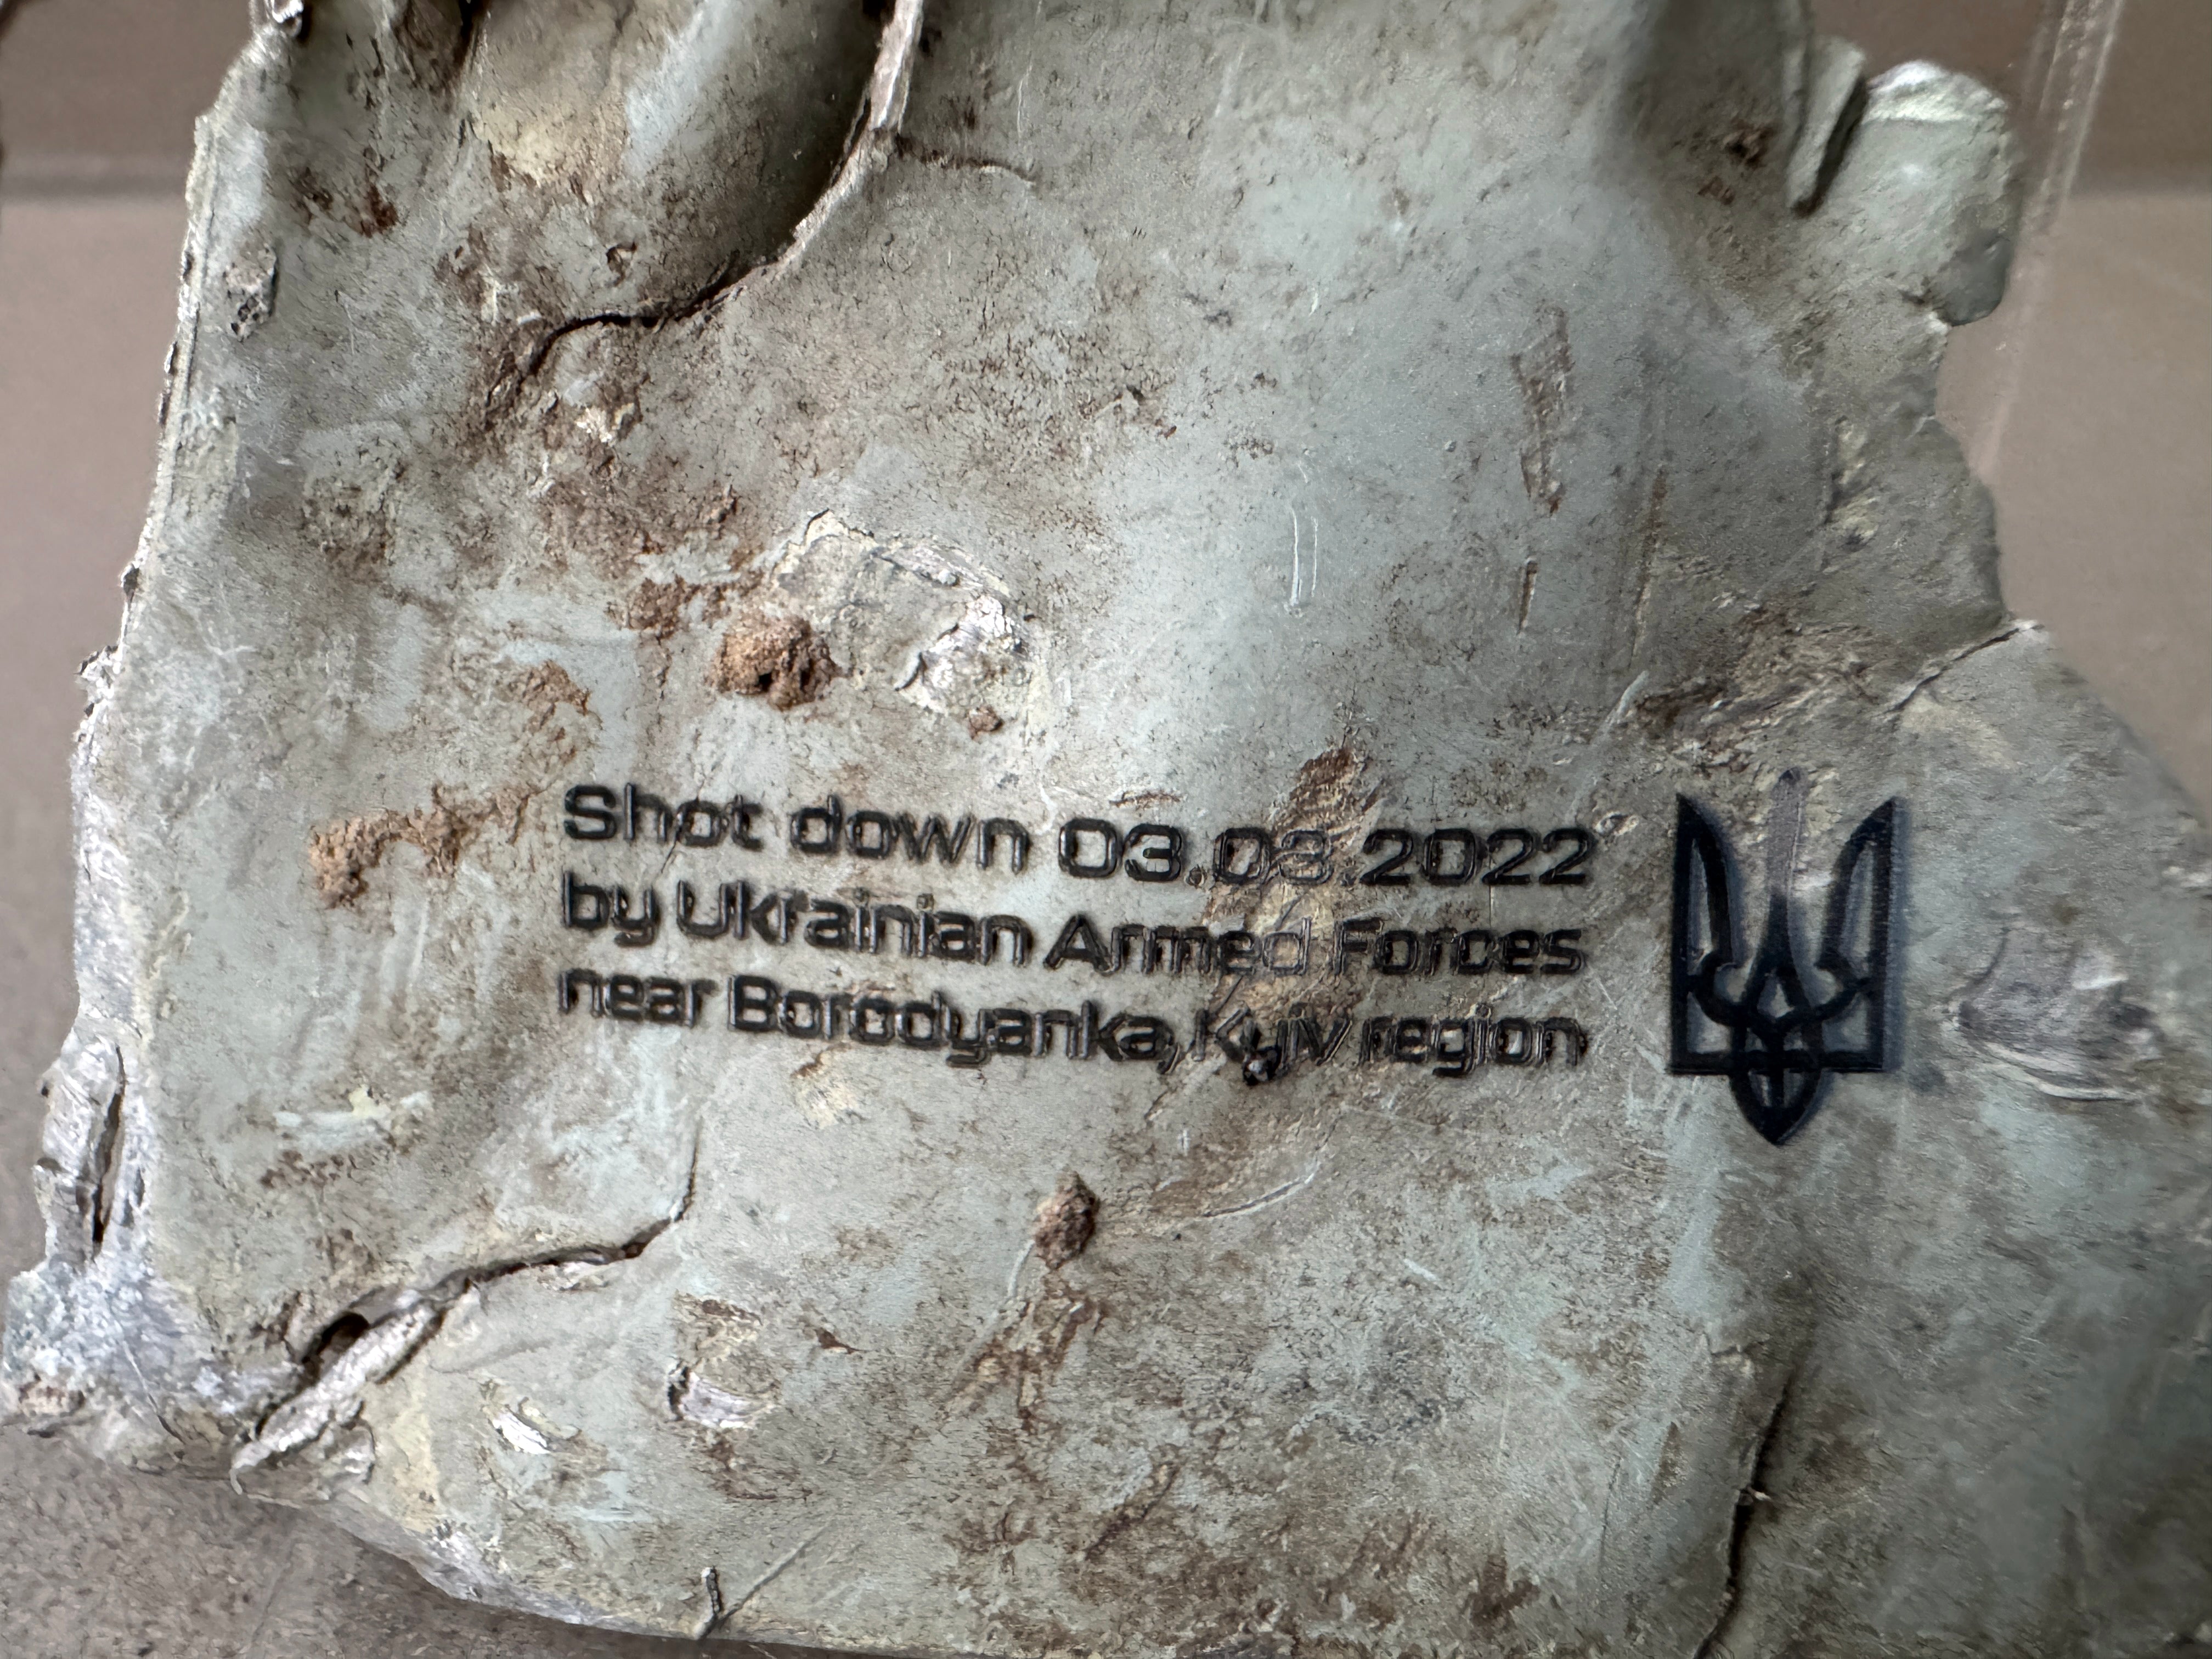 Shot down 03.03.2022
by Ukrainian Armed Forces
near Borodyanka, Kyiv region